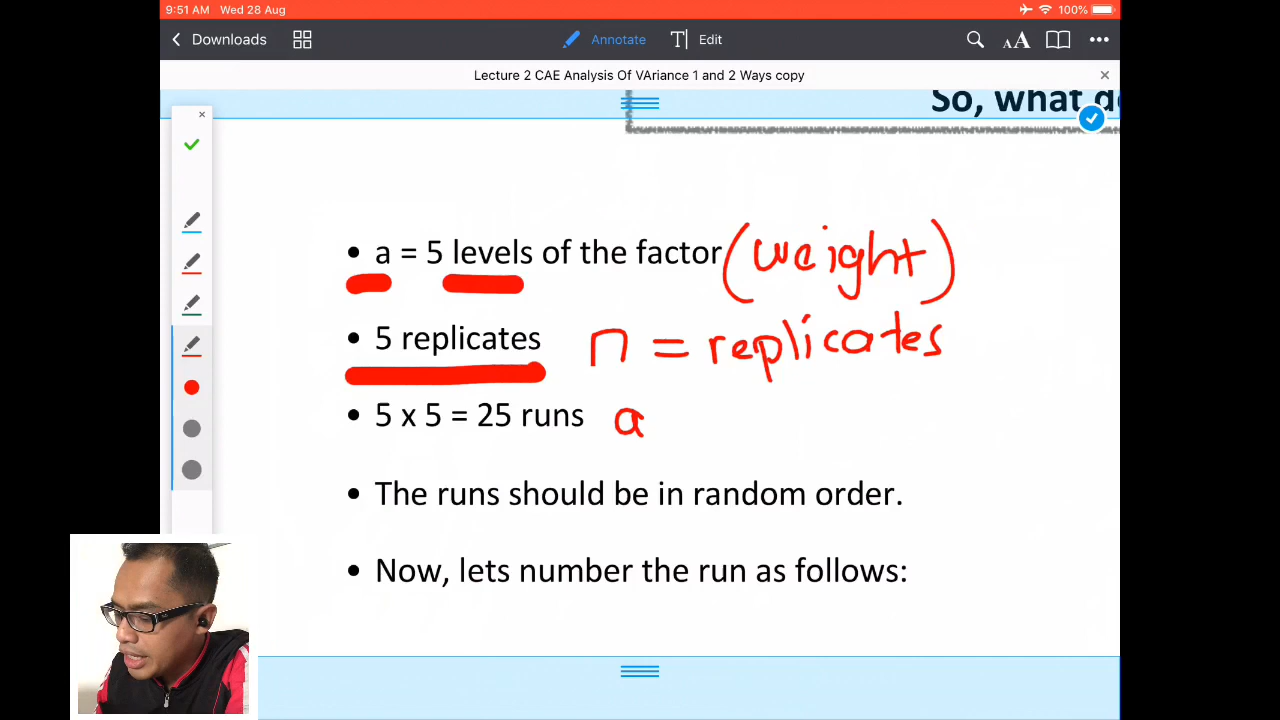 9:51 AM Wed 28 Aug 100%
Downloads Annotate T Edit AA
Lecture 2 CAE Analysis Of VAriance 1 and 2 Ways copy
So, what
• a = 5 levels of the factor (weight)
• 5 replicates n = replicates
• 5 x 5 = 25 runs a
• The runs should be in random order.
• Now, lets number the run as follows: